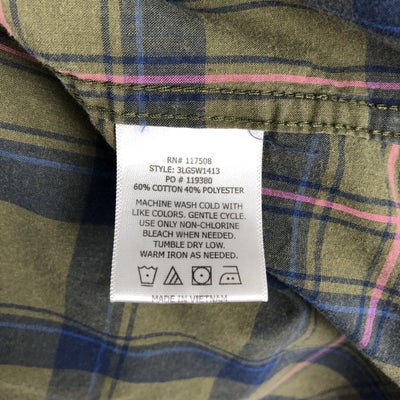 RN# 117508
STYLE: 3LGSW1413
PO # 119380
60% COTTON 40% POLYESTER
MACHINE WASH COLD WITH
LIKE COLORS. GENTLE CYCLE.
USE ONLY NON-CHLORINE
BLEACH WHEN NEEDED.
TUMBLE DRY LOW.
WARM IRON AS NEEDED.
MADE IN VIETNAM